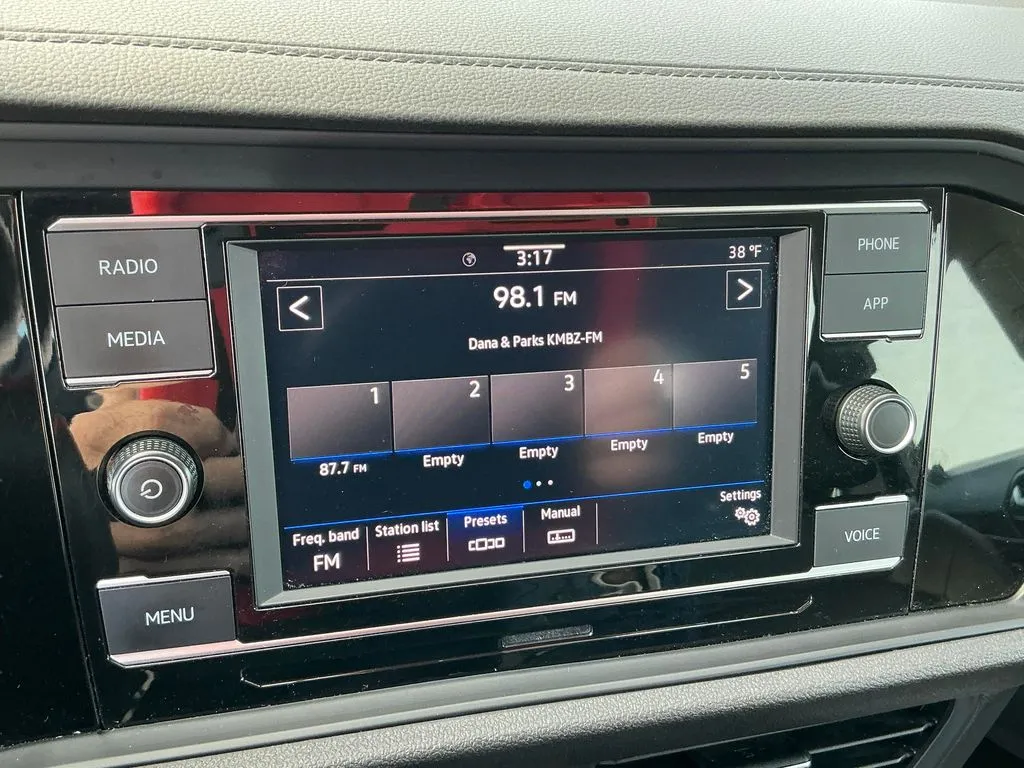 RADIO
MEDIA
MENU
3:17
38 °F
<
98.1 FM
>
Dana & Parks KMBZ-FM
1
2
3
4
5
87.7 FM
Empty
Empty
Empty
Empty
Freq. band
FM
Station list
Presets
Manual
Settings
PHONE
APP
VOICE